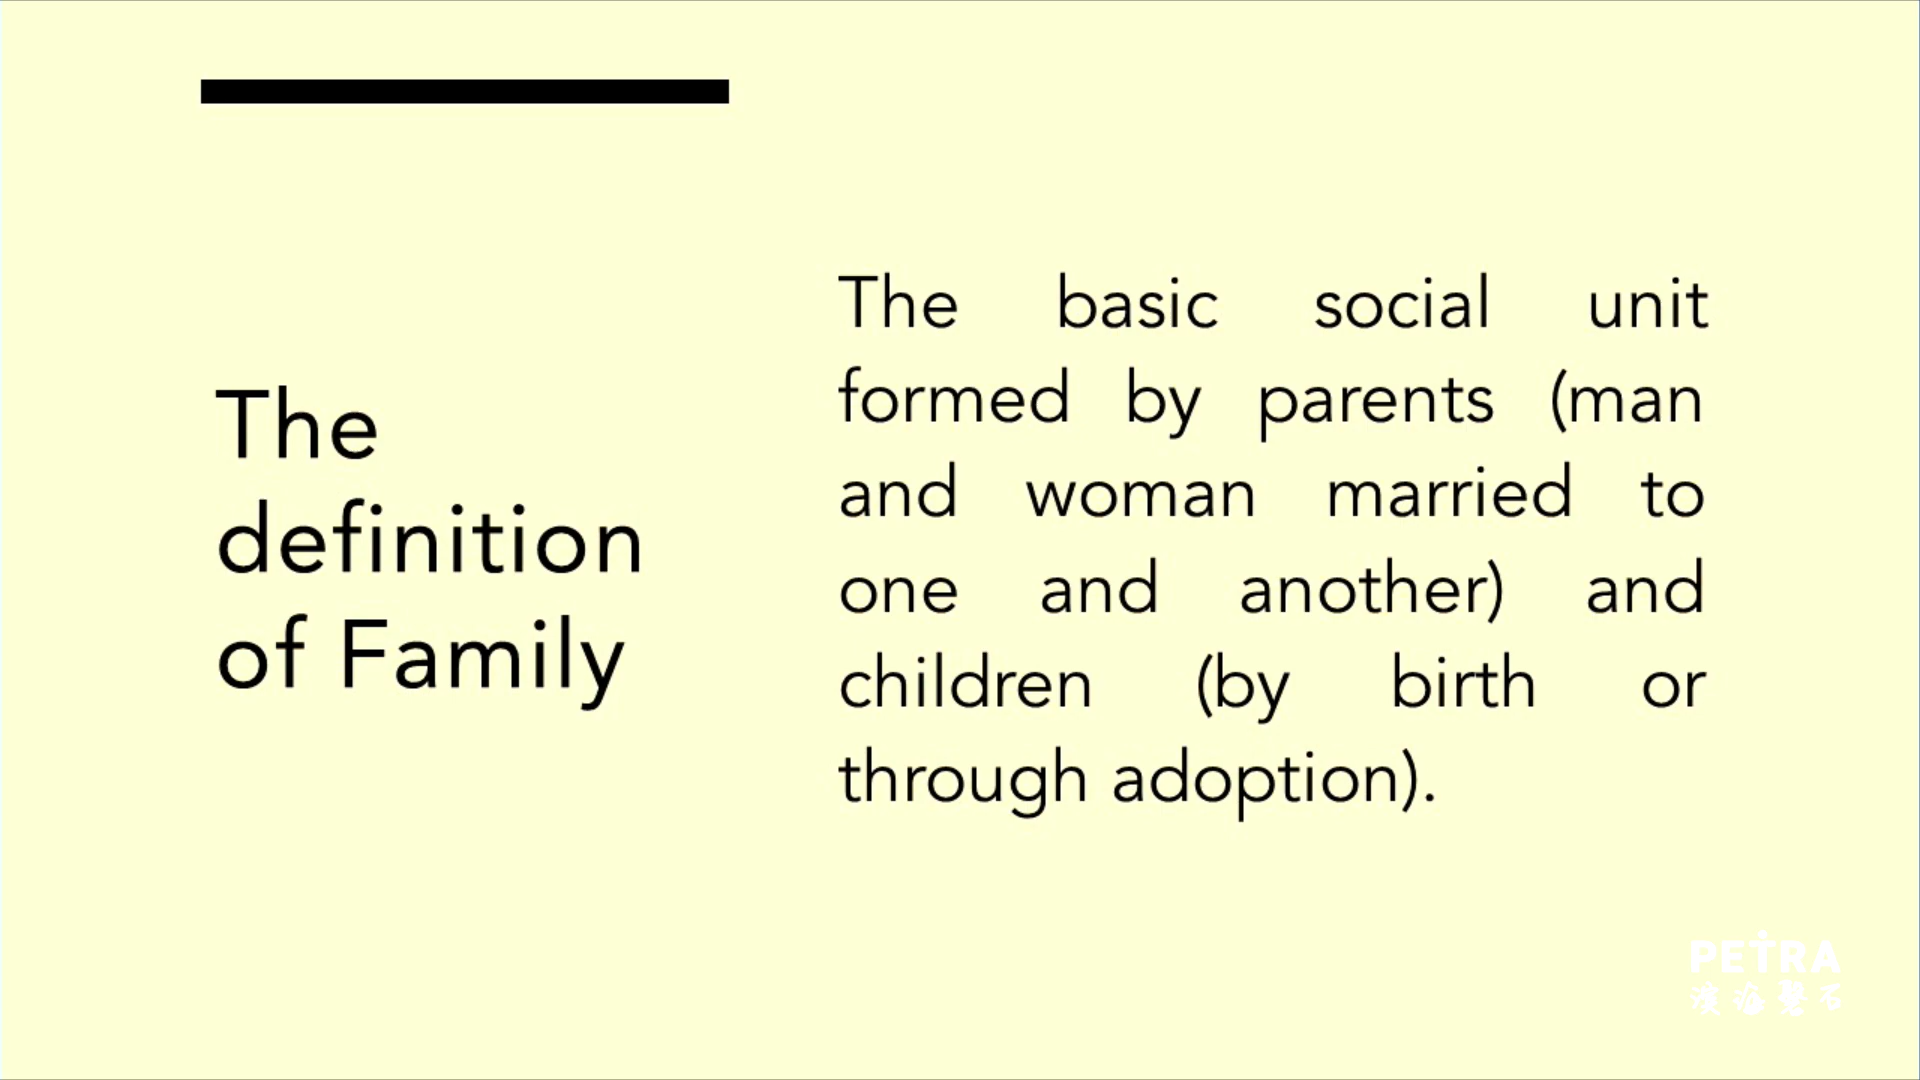 The
definition
of Family
The basic social unit
formed by parents (man
and woman married to
one and another) and
children (by birth or
through adoption).
PETRA